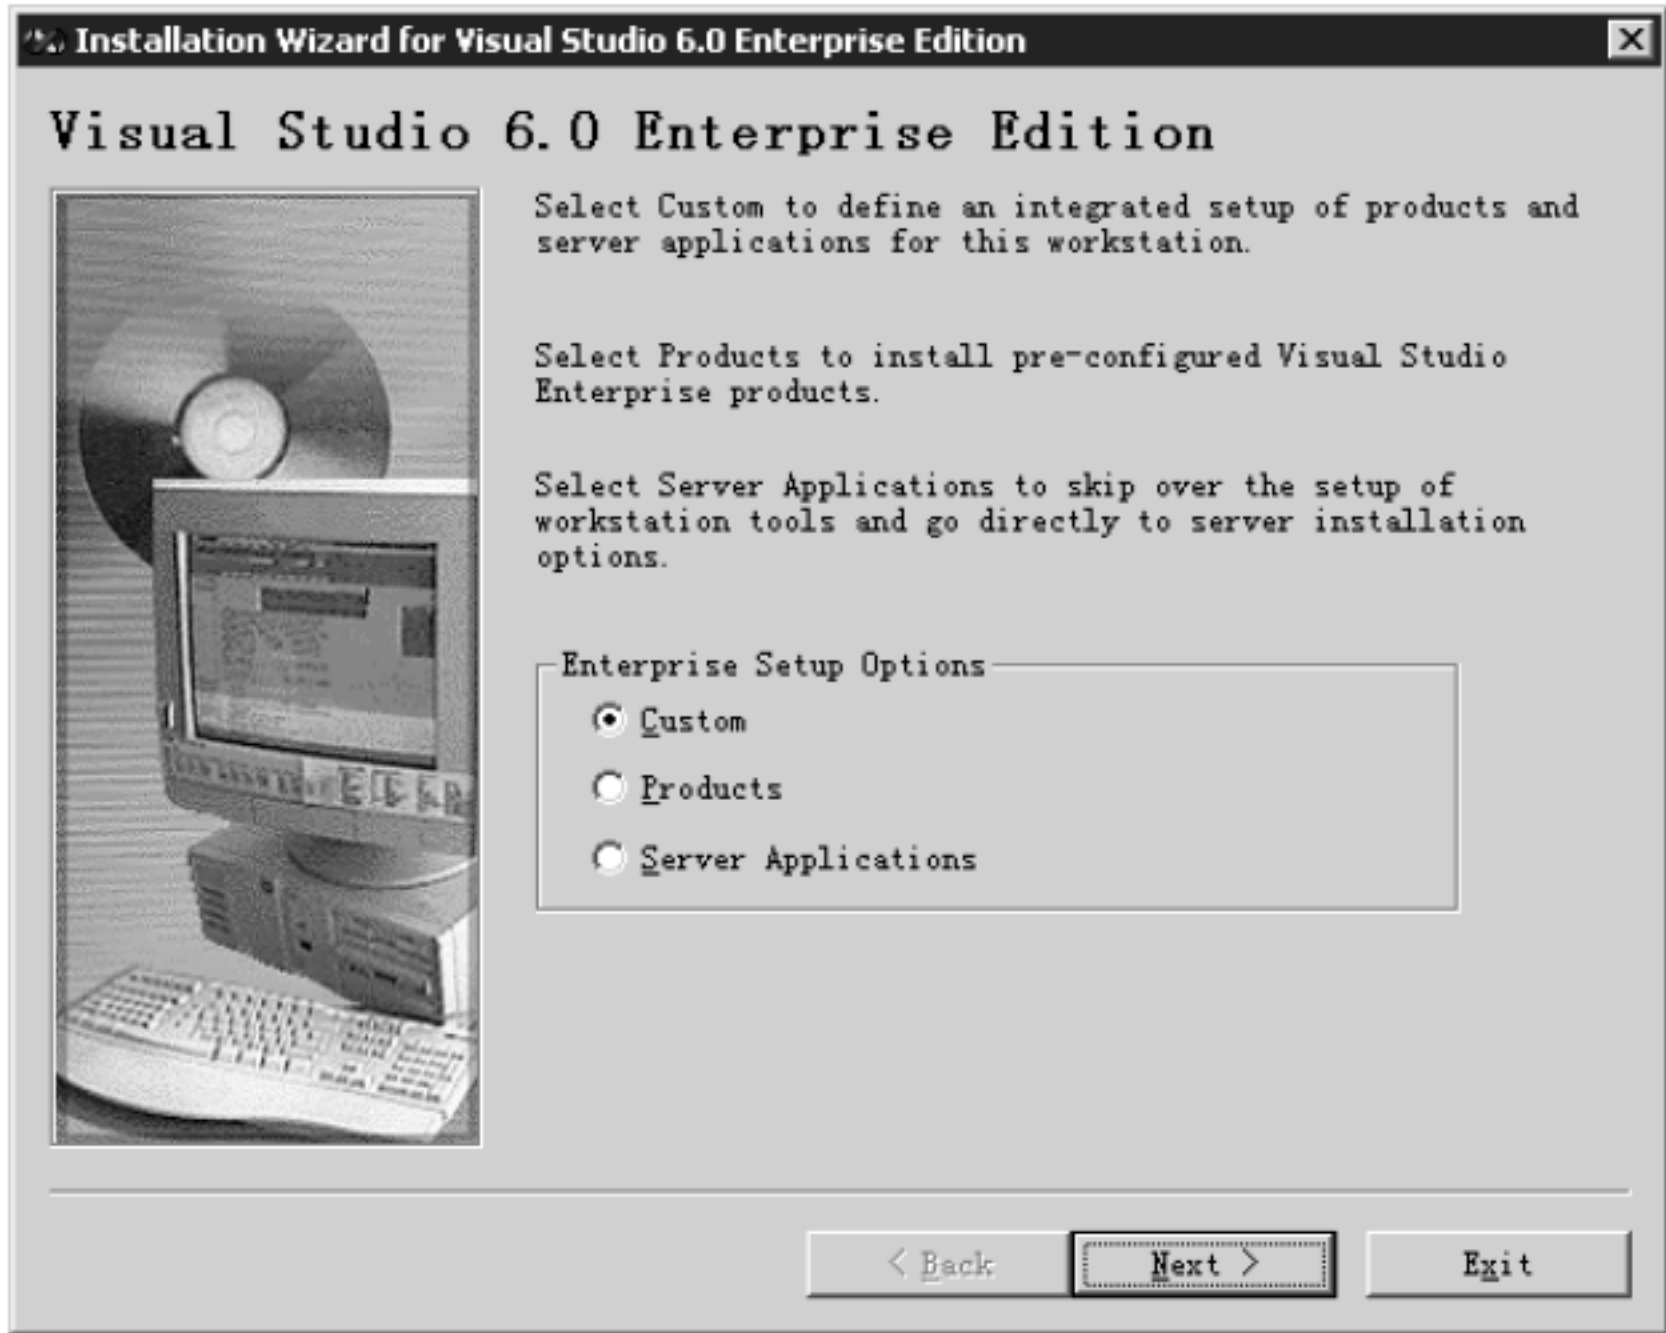 Installation Wizard for Visual Studio 6.0 Enterprise Edition
Visual Studio 6.0 Enterprise Edition
Select Custom to define an integrated setup of products and
server applications for this workstation.
Select Products to install pre-configured Visual Studio
Enterprise products.
Select Server Applications to skip over the setup of
workstation tools and go directly to server installation
options.
Enterprise Setup Options
Custom
Products
Server Applications
< Back
Next >
Exit